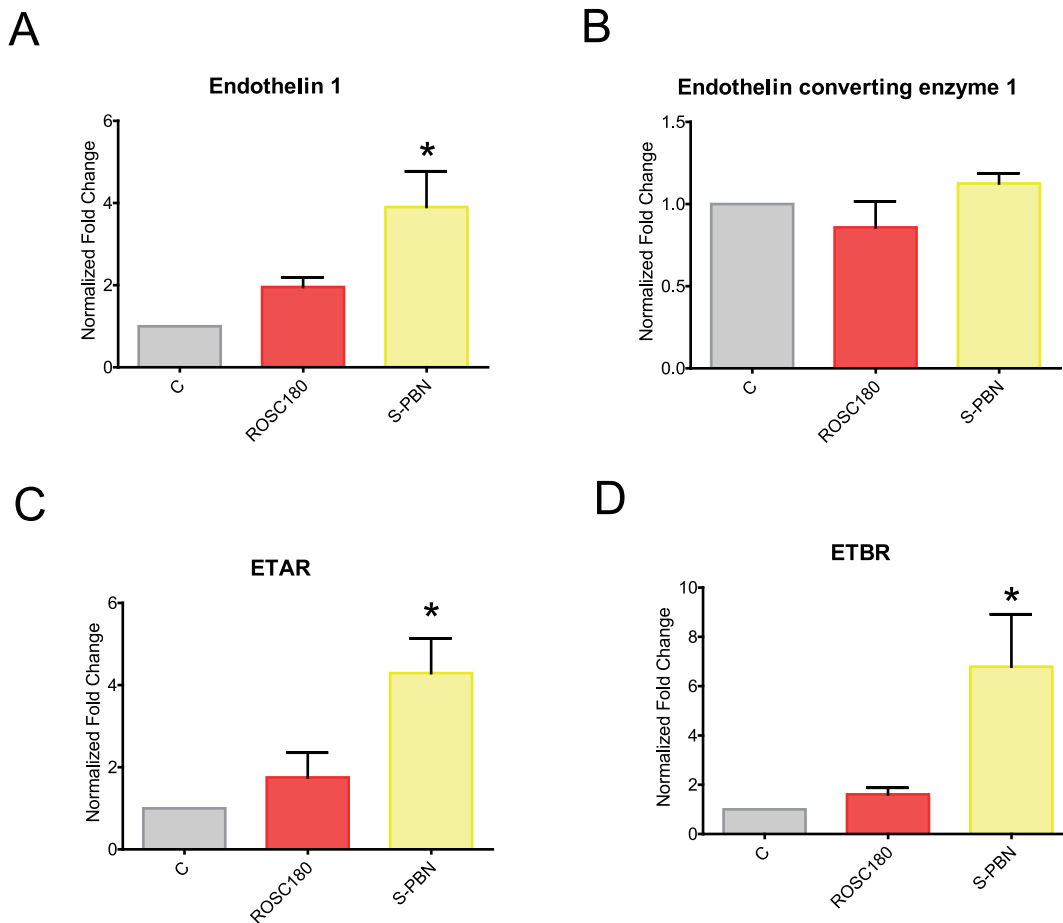 A
Endothelin 1
Normalized Fold Change
6
4
2
0
*
C
ROSC180
S-PBN
B
Endothelin converting enzyme 1
Normalized Fold Change
1.5
1.0
0.5
0.0
C
ROSC180
S-PBN
C
ETAR
Normalized Fold Change
6
4
2
0
*
C
ROSC180
S-PBN
D
ETBR
Normalized Fold Change
10
8
6
4
2
0
*
C
ROSC180
S-PBN